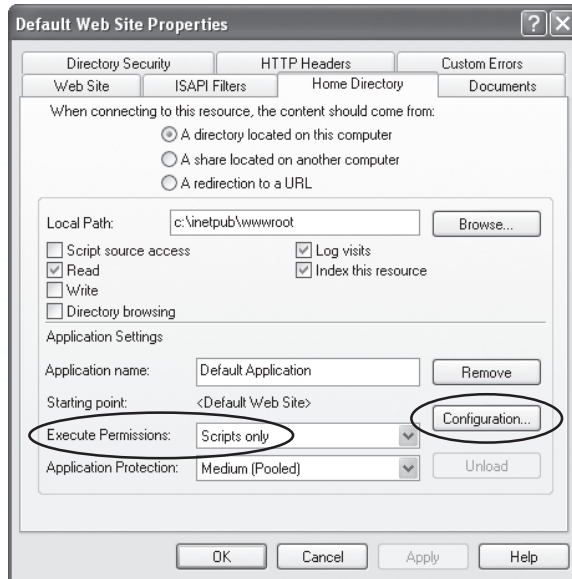 Default Web Site Properties
Directory Security HTTP Headers Custom Errors
Web Site ISAPI Filters Home Directory Documents
When connecting to this resource, the content should come from:
A directory located on this computer
A share located on another computer
A redirection to a URL
Local Path: c:\inetpub\wwwroot Browse...
Script source access Log visits
Read Index this resource
Write
Directory browsing
Application Settings
Application name: Default Application Remove
Starting point: <Default Web Site>
Configuration...
Execute Permissions: Scripts only
Application Protection: Medium (Pooled) Unload
OK Cancel Apply Help